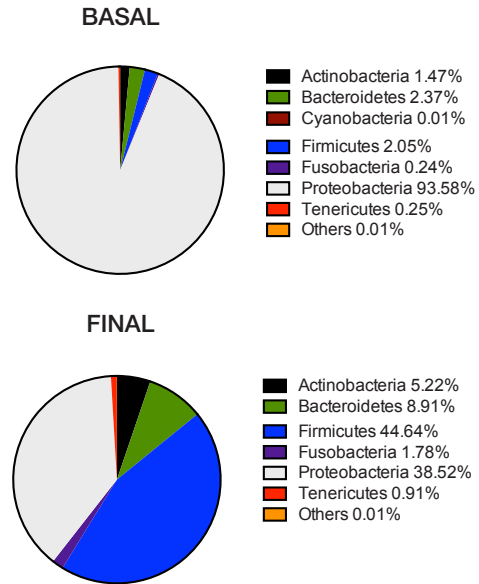 BASAL
Actinobacteria 1.47%
Bacteroidetes 2.37%
Cyanobacteria 0.01%
Firmicutes 2.05%
Fusobacteria 0.24%
Proteobacteria 93.58%
Tenericutes 0.25%
Others 0.01%
FINAL
Actinobacteria 5.22%
Bacteroidetes 8.91%
Firmicutes 44.64%
Fusobacteria 1.78%
Proteobacteria 38.52%
Tenericutes 0.91%
Others 0.01%